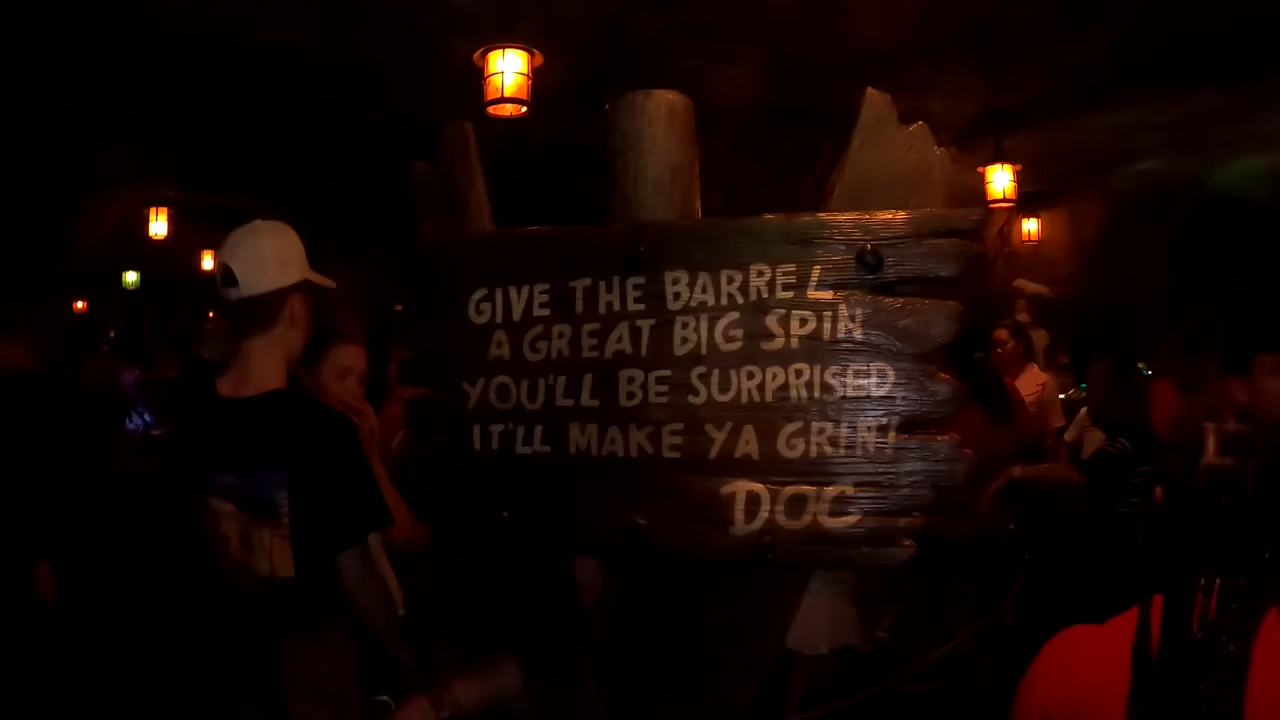 GIVE THE BARREL
A GREAT BIG SPIN
YOU'LL BE SURPRISED
IT'LL MAKE YA GRIN!
DOC